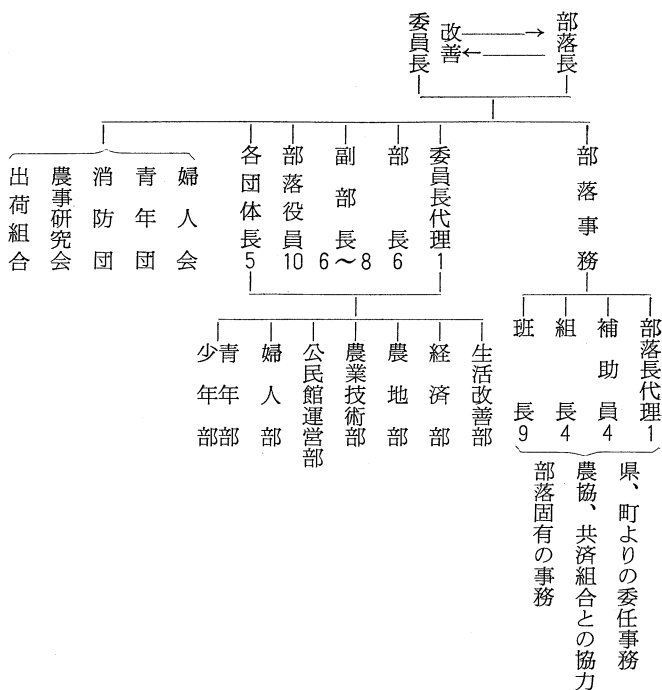 部落長
改善
委員長
部落事務
委員長代理1
部長6
副部長6〜8
部落役員10
各団体長5
婦人会
青年団
消防団
農事研究会
出荷組合
部落長代理1
補助員4
組長4
班長9
生活改善部
経済部
農地部
農業技術部
公民館運営部
婦人部
青年部
少年部
県、町よりの委任事務
農協、共済組合との協力
部落固有の事務